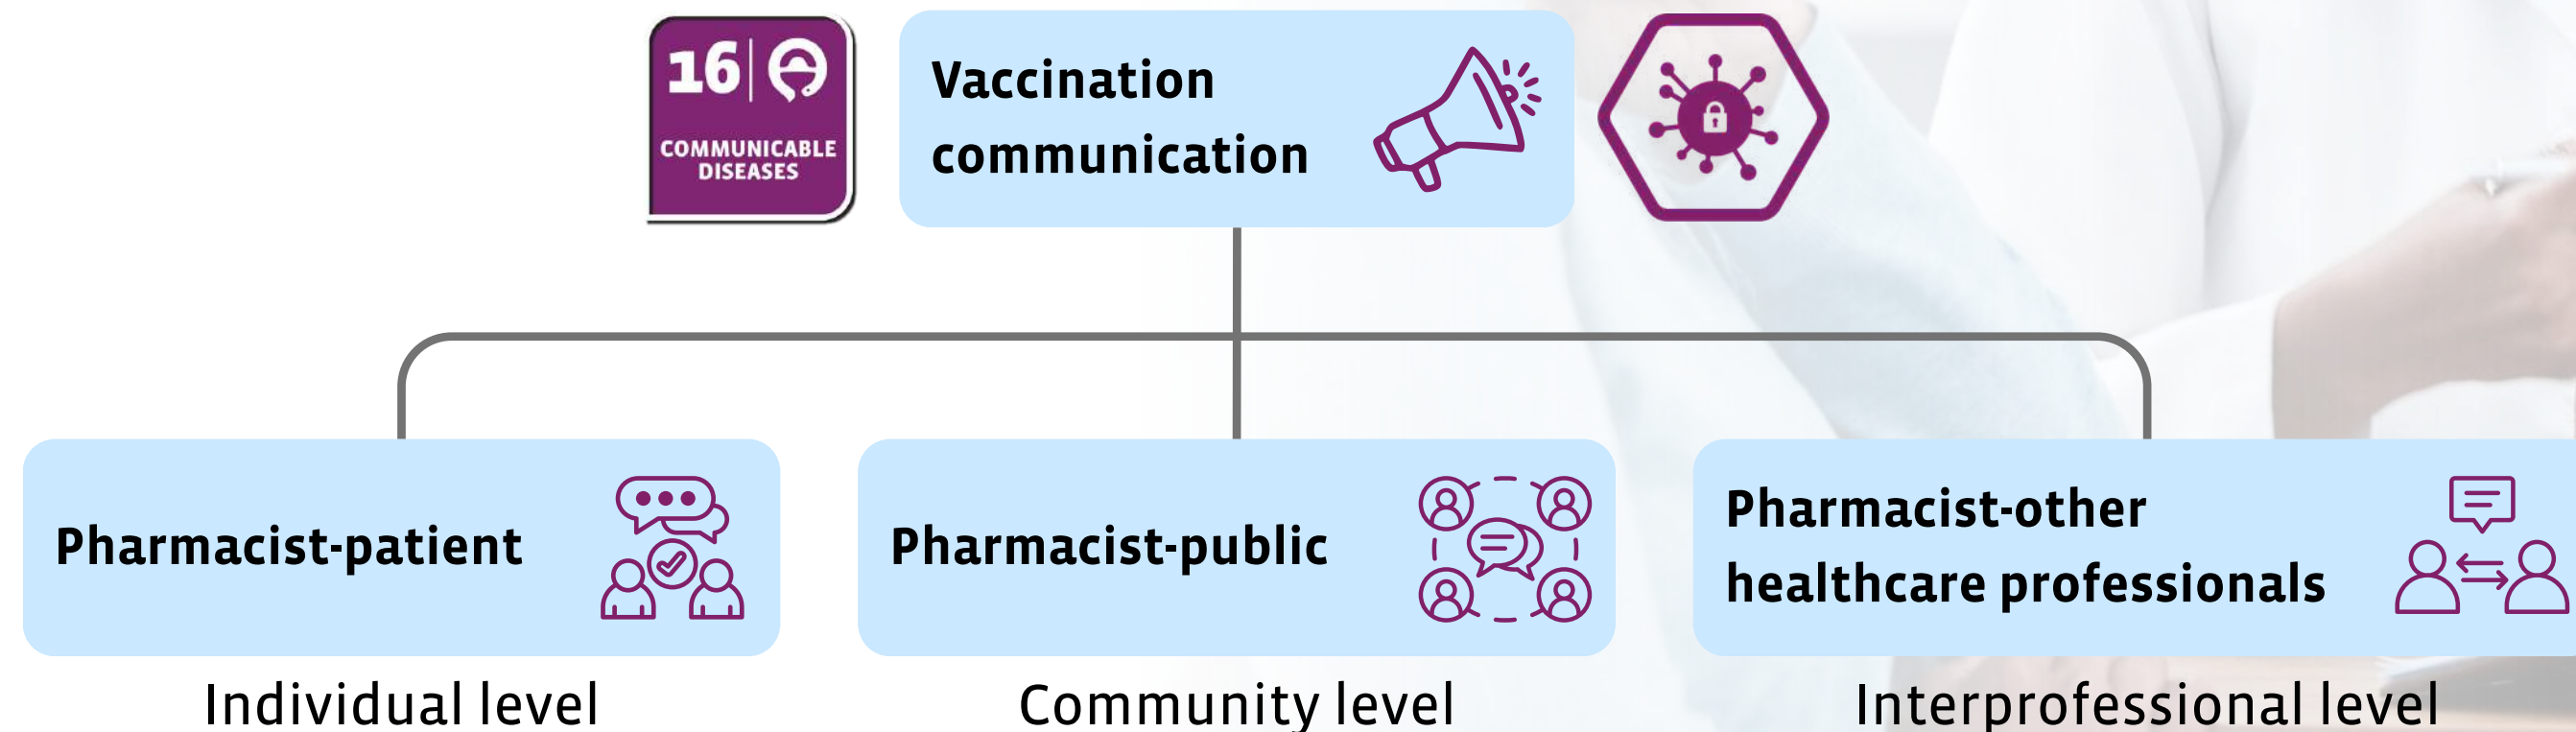 16
COMMUNICABLE
DISEASES
Vaccination
communication
Pharmacist-patient
Pharmacist-public
Pharmacist-other
healthcare professionals
Individual level
Community level
Interprofessional level